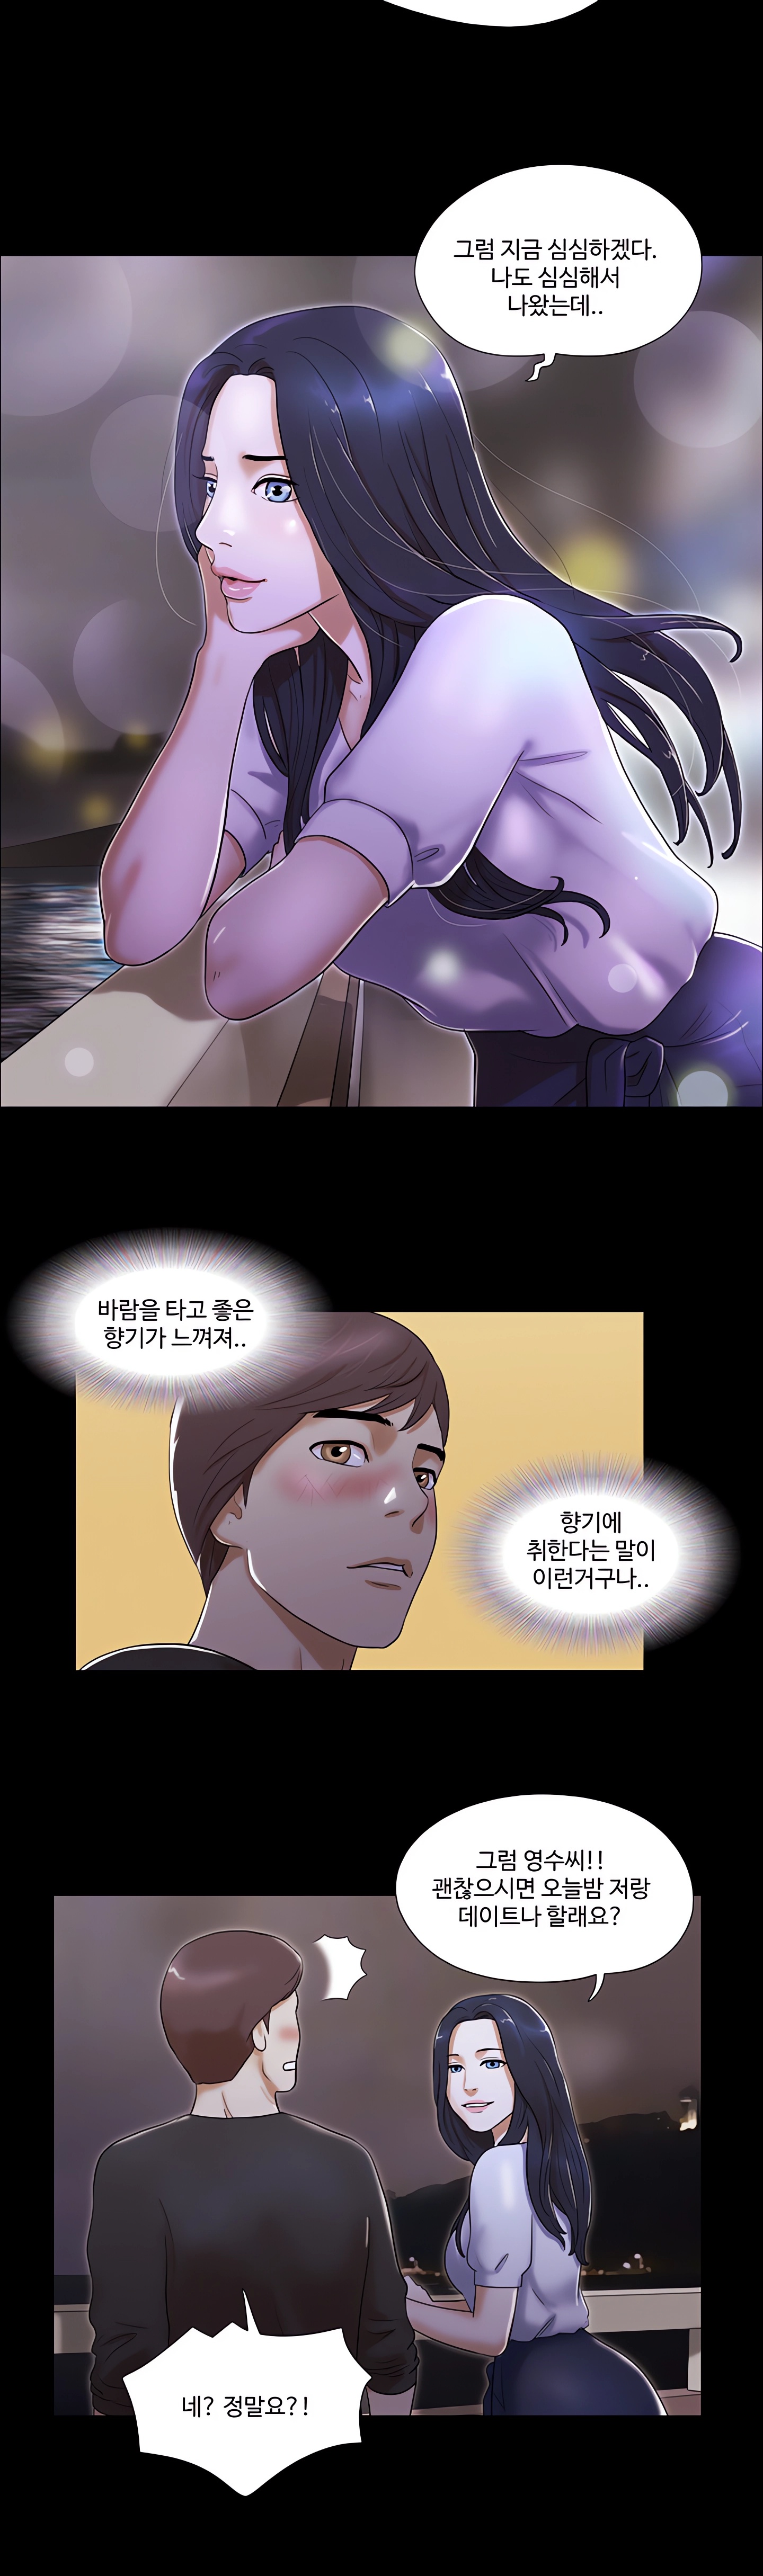 그럼 지금 심심하겠다.
나도 심심해서
나왔는데..
바람을 타고 좋은
향기가 느껴져..
향기에
취한다는 말이
이런거구나..
그럼 영수씨!!
괜찮으시면 오늘밤 저랑
데이트나 할래요?
네? 정말요?!